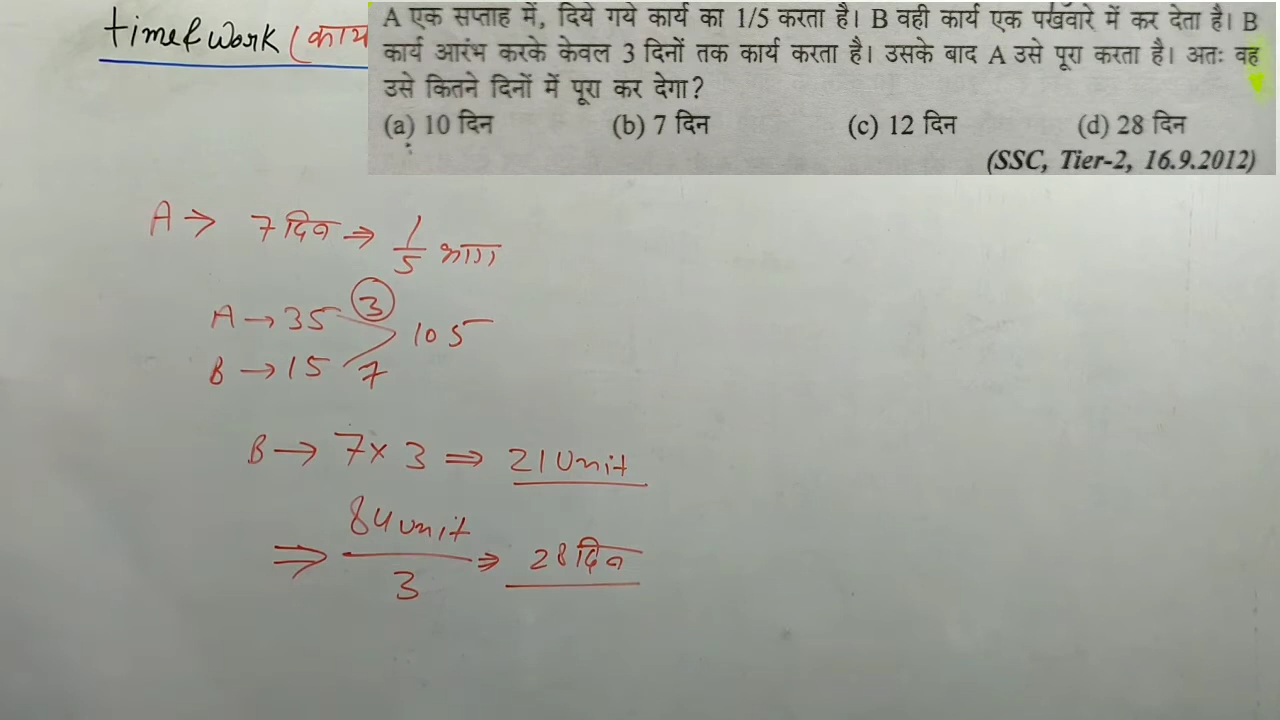 time & work (कार्य
A एक सप्ताह में, दिये गये कार्य का 1/5 करता है। B वही कार्य एक पखँवारे में कर देता है। B
कार्य आरंभ करके केवल 3 दिनों तक कार्य करता है। उसके बाद A उसे पूरा करता है। अतः वह
उसे कितने दिनों में पूरा कर देगा?
(a) 10 दिन (b) 7 दिन (c) 12 दिन (d) 28 दिन
(SSC, Tier-2, 16.9.2012)
A → 7 दिन ⇒ 1/5 भाग
A → 35 3
105
B → 15 7
B → 7 × 3 ⇒ 21 Unit
⇒ 84 unit / 3 ⇒ 28 दिन